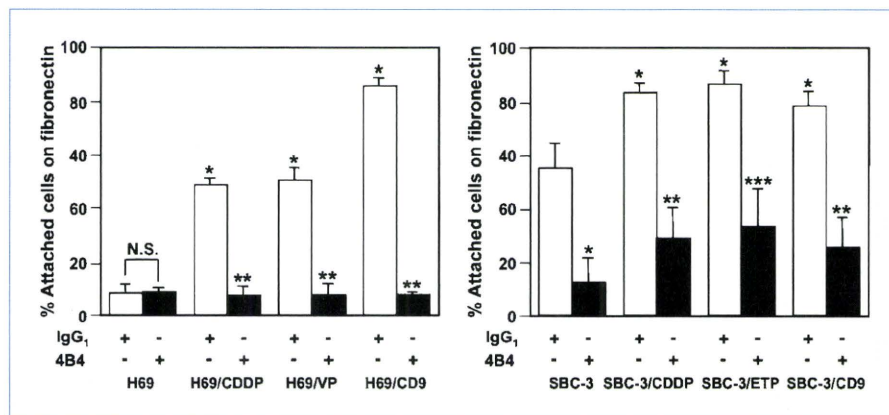 % Attached cells on fibronectin
100
80
40
60
20
0
N.S.
*
**
*
**
*
**
IgG1 + - + - + - + -
4B4 - + - + - + - +
H69 H69/CDDP H69/VP H69/CD9
% Attached cells on fibronectin
100
80
40
60
20
0
*
*
**
*
***
*
**
+ - + - + - + -
- + - + - + - +
SBC-3 SBC-3/CDDP SBC-3/ETP SBC-3/CD9